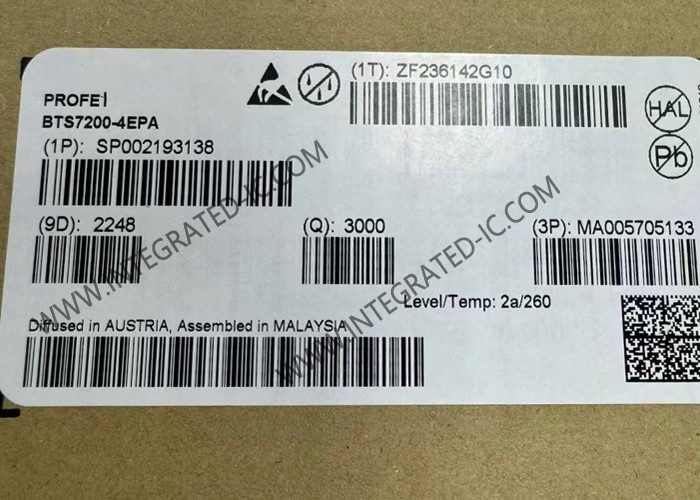 (1T): ZF236142G10
PROFET
BTS7200-4EPA
(1P): SP002193138
HAL
Pb
(9D): 2248
(Q): 3000
(3P): MA005705133
Level/Temp: 2a/260
Diffused in AUSTRIA, Assembled in MALAYSIA
WWW.INTEGRATED-IC.COM
WWW.INTEGRATED-IC.COM